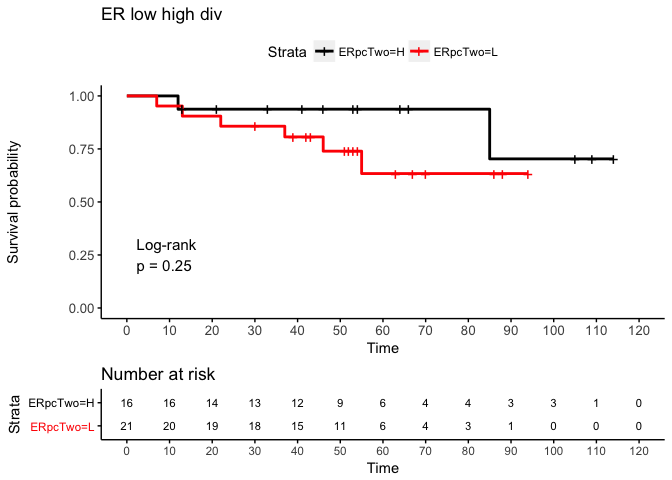 ER low high div
Strata ERpcTwo=H ERpcTwo=L
1.00
0.75
0.50
0.25
0.00
Survival probability
Log-rank
p = 0.25
0 10 20 30 40 50 60 70 80 90 100 110 120
Time
Number at risk
Strata
ERpcTwo=H 16 16 14 13 12 9 6 4 4 3 3 1 0
ERpcTwo=L 21 20 19 18 15 11 6 4 3 1 0 0 0
0 10 20 30 40 50 60 70 80 90 100 110 120
Time